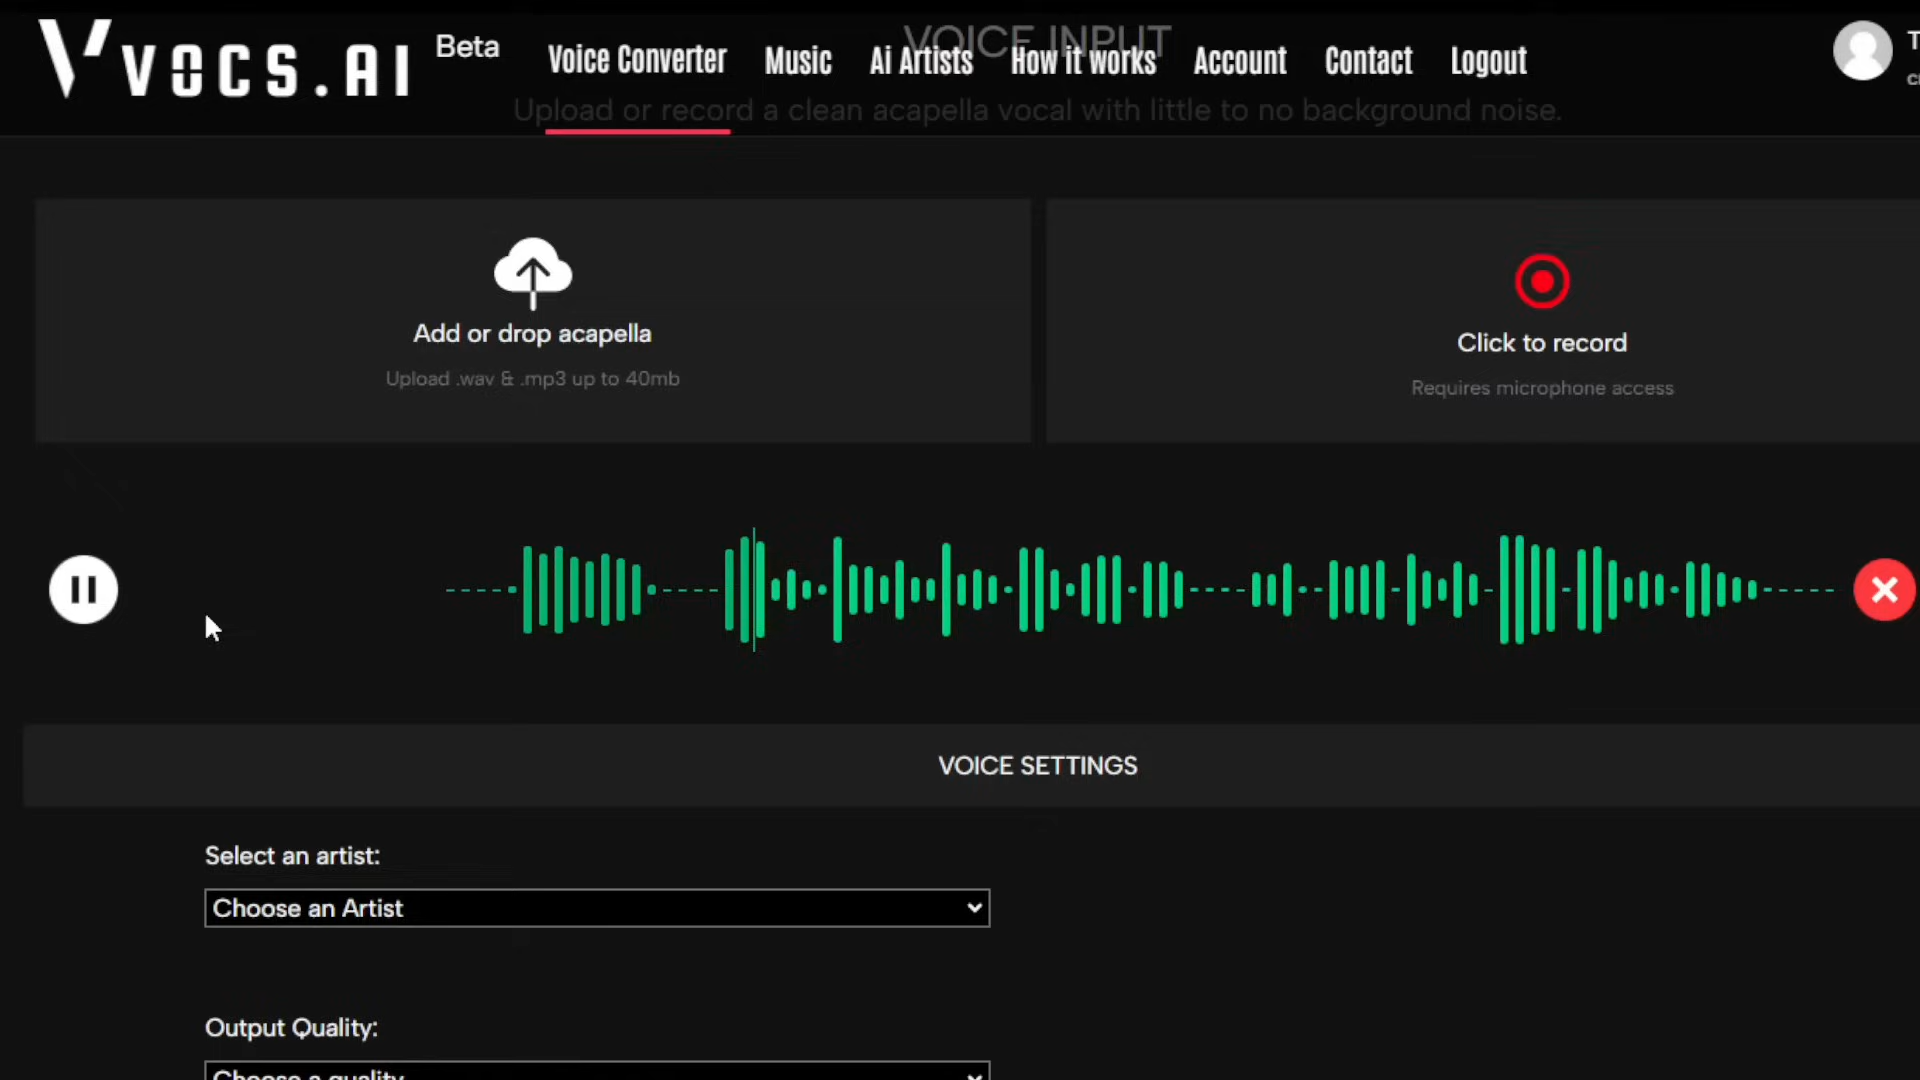 VOCS.AI Beta
Voice Converter Music Ai Artists How it works Account Contact Logout
VOICE INPUT
Upload or record a clean acapella vocal with little to no background noise.
Add or drop acapella
Upload .wav & .mp3 up to 40mb
Click to record
Requires microphone access
VOICE SETTINGS
Select an artist:
Choose an Artist
Output Quality:
Choose a quality